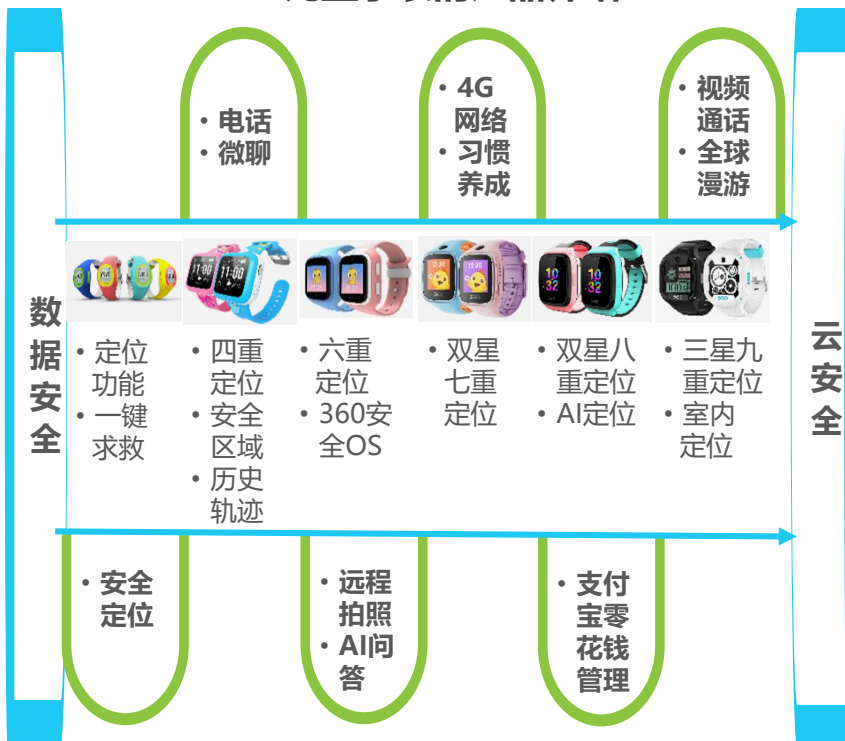 · 电话
· 微聊
· 4G
网络
· 习惯
养成
· 视频
通话
· 全球
漫游
数
据
安
全
· 定位
功能
· 一键
求救
· 四重
定位
· 安全
区域
· 历史
轨迹
· 六重
定位
· 360安
全OS
· 双星
七重
定位
· 双星八
重定位
· AI定位
· 三星九
重定位
· 室内
定位
云
安
全
· 安全
定位
· 远程
拍照
· AI问
答
· 支付
宝零
花钱
管理